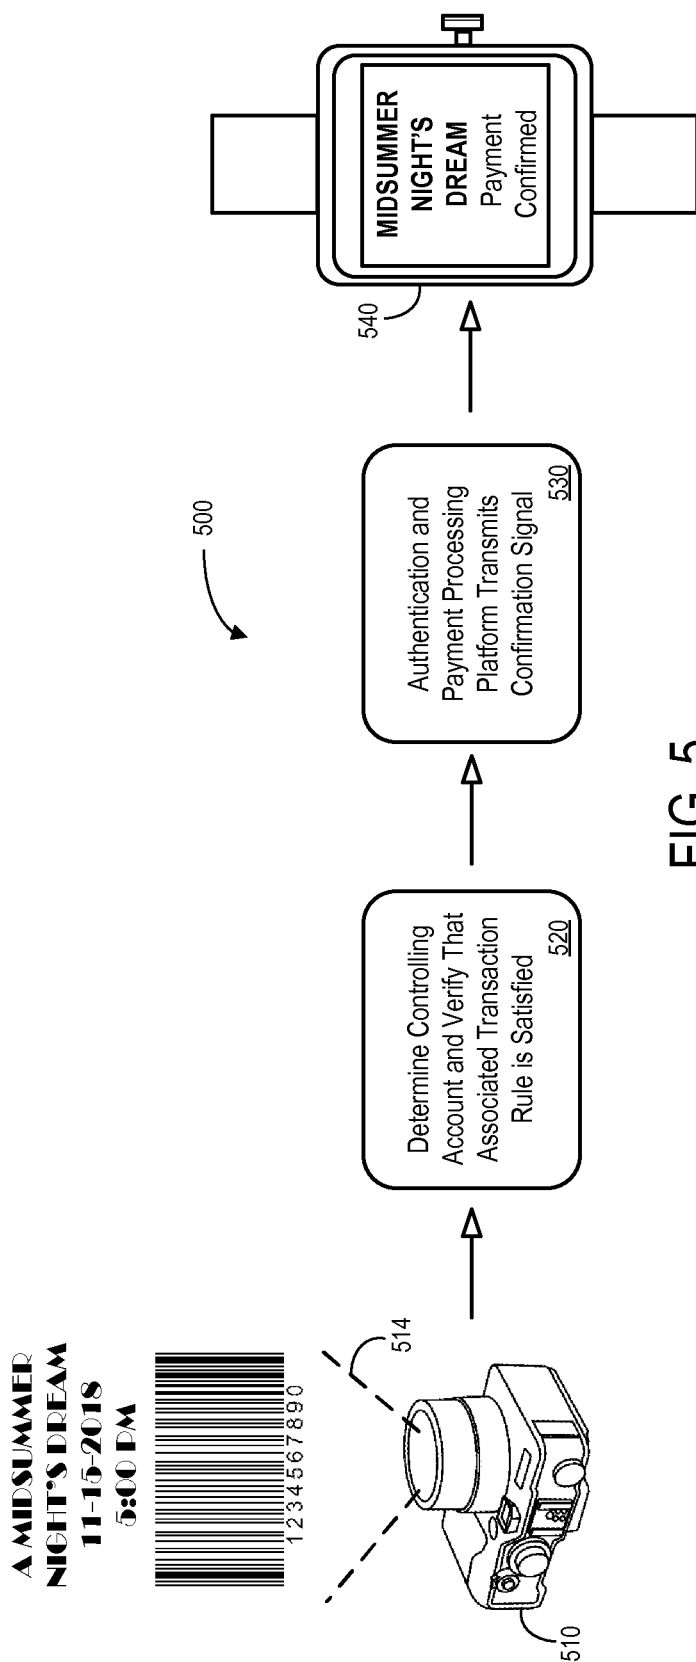 A MIDSUMMER
NIGHT'S DREAM
11-15-2018
5:00 PM
1234567890
514
510
Determine Controlling
Account and Verify That
Associated Transaction
Rule is Satisfied
520
500
Authentication and
Payment Processing
Platform Transmits
Confirmation Signal
530
540
MIDSUMMER
NIGHT'S
DREAM
Payment
Confirmed
FIG. 5